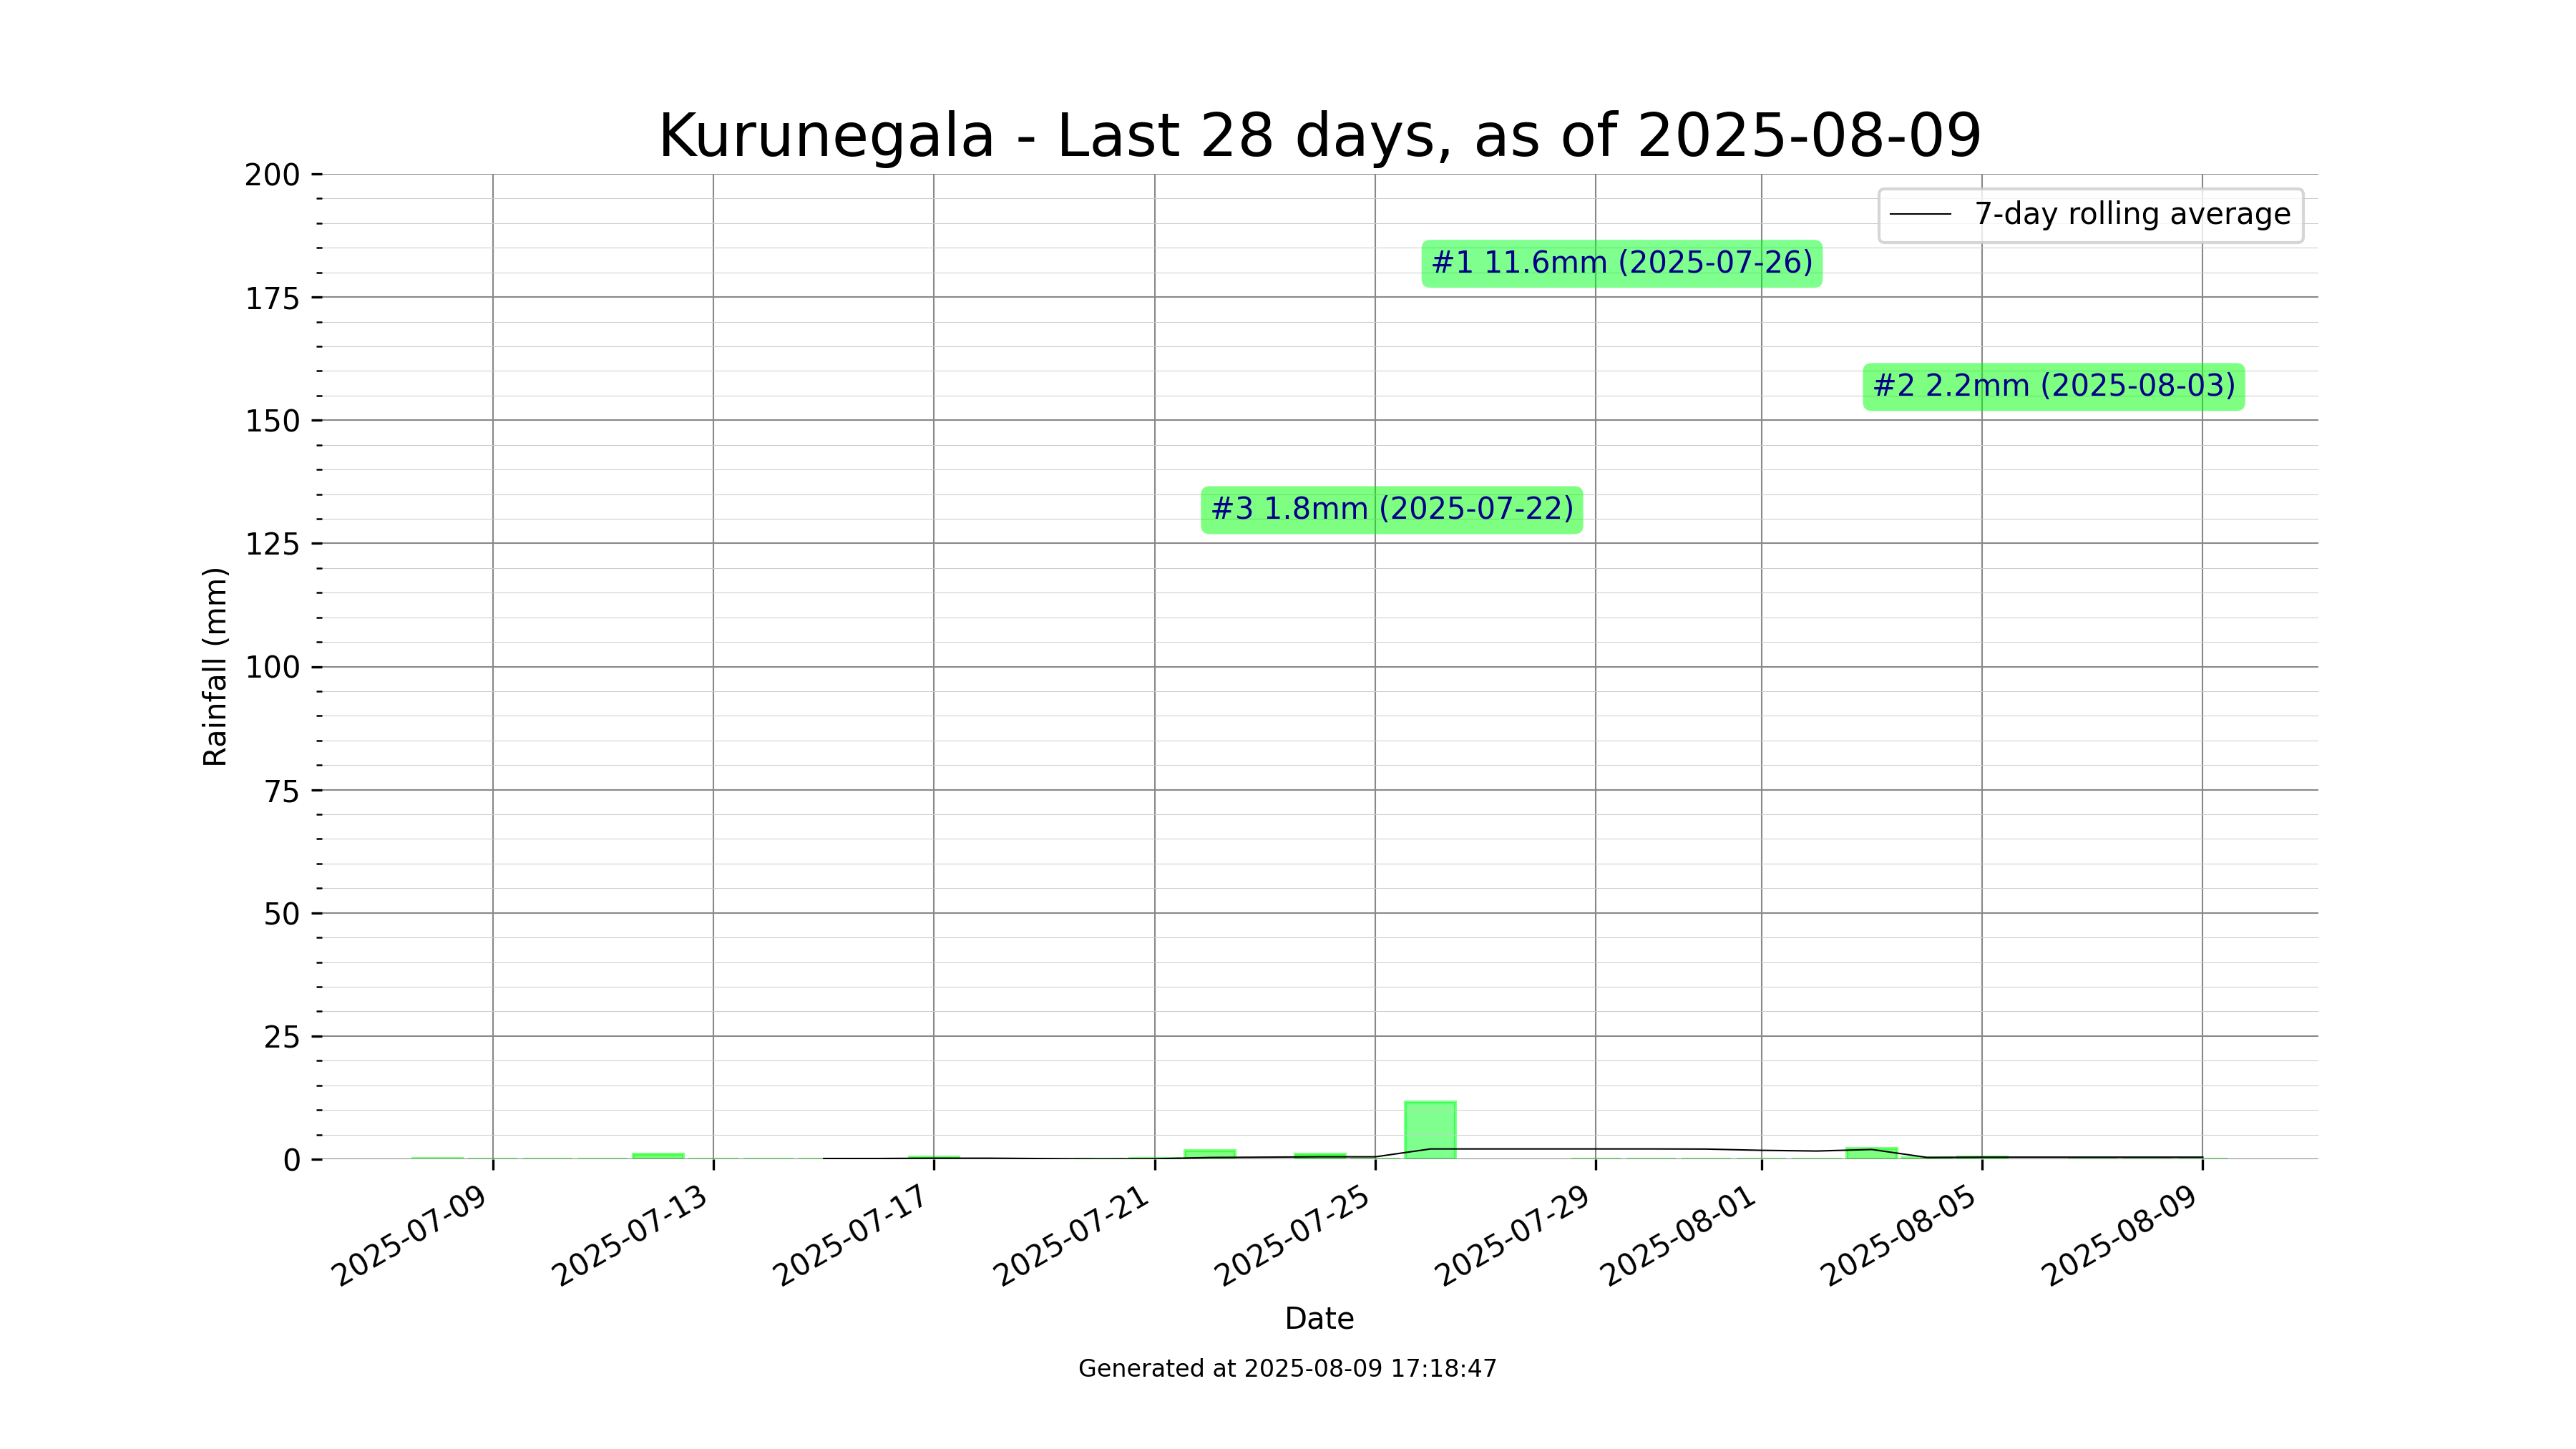 Kurunegala - Last 28 days, as of 2025-08-09
7-day rolling average
#1 11.6mm (2025-07-26)
#2 2.2mm (2025-08-03)
#3 1.8mm (2025-07-22)
Rainfall (mm)
200
175
150
125
100
75
50
25
0
2025-07-09
2025-07-13
2025-07-17
2025-07-21
2025-07-25
2025-07-29
2025-08-01
2025-08-05
2025-08-09
Date
Generated at 2025-08-09 17:18:47